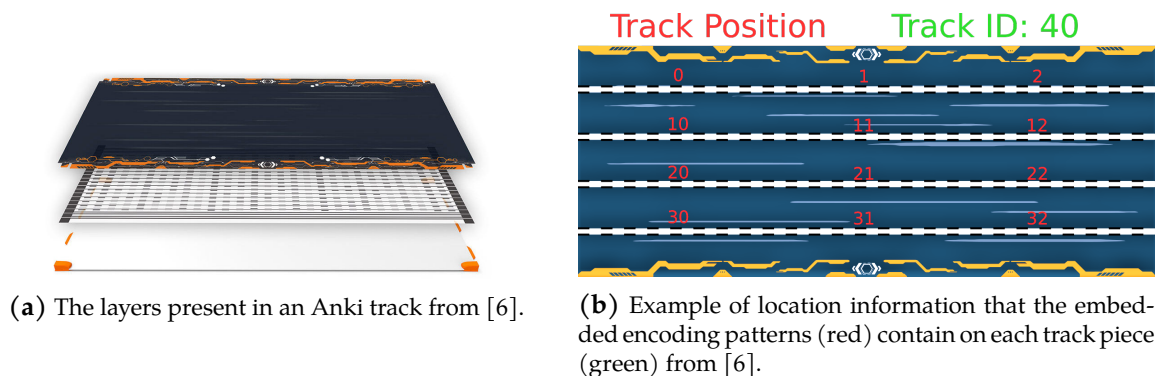 Track Position Track ID: 40
0 1 2
10 11 12
20 21 22
30 31 32
(a) The layers present in an Anki track from [6].
(b) Example of location information that the embed-
ded encoding patterns (red) contain on each track piece
(green) from [6].